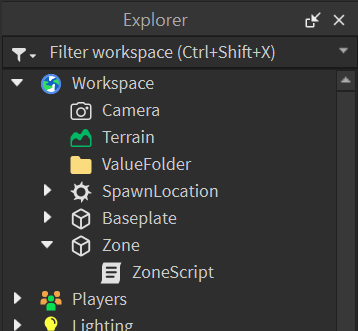 Explorer
Filter workspace (Ctrl+Shift+X)
Workspace
Camera
Terrain
ValueFolder
SpawnLocation
Baseplate
Zone
ZoneScript
Players
Lighting